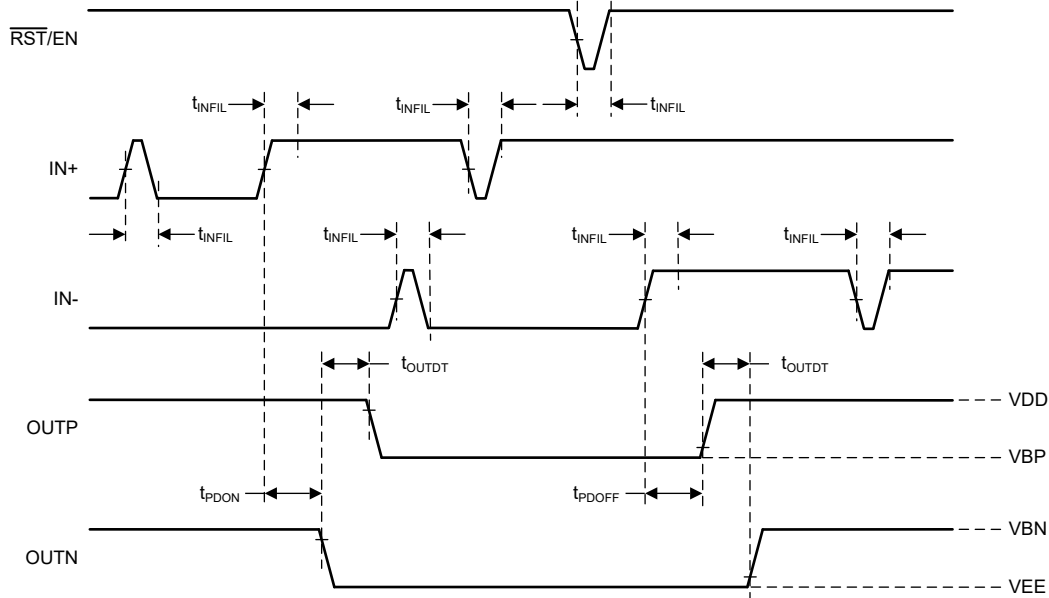 RST/EN
tINFIL
tINFIL
tINFIL
IN+
tINFIL
tINFIL
tINFIL
tINFIL
IN-
tOUTDT
tOUTDT
OUTP
VDD
VBP
tPDON
tPDOFF
OUTN
VBN
VEE